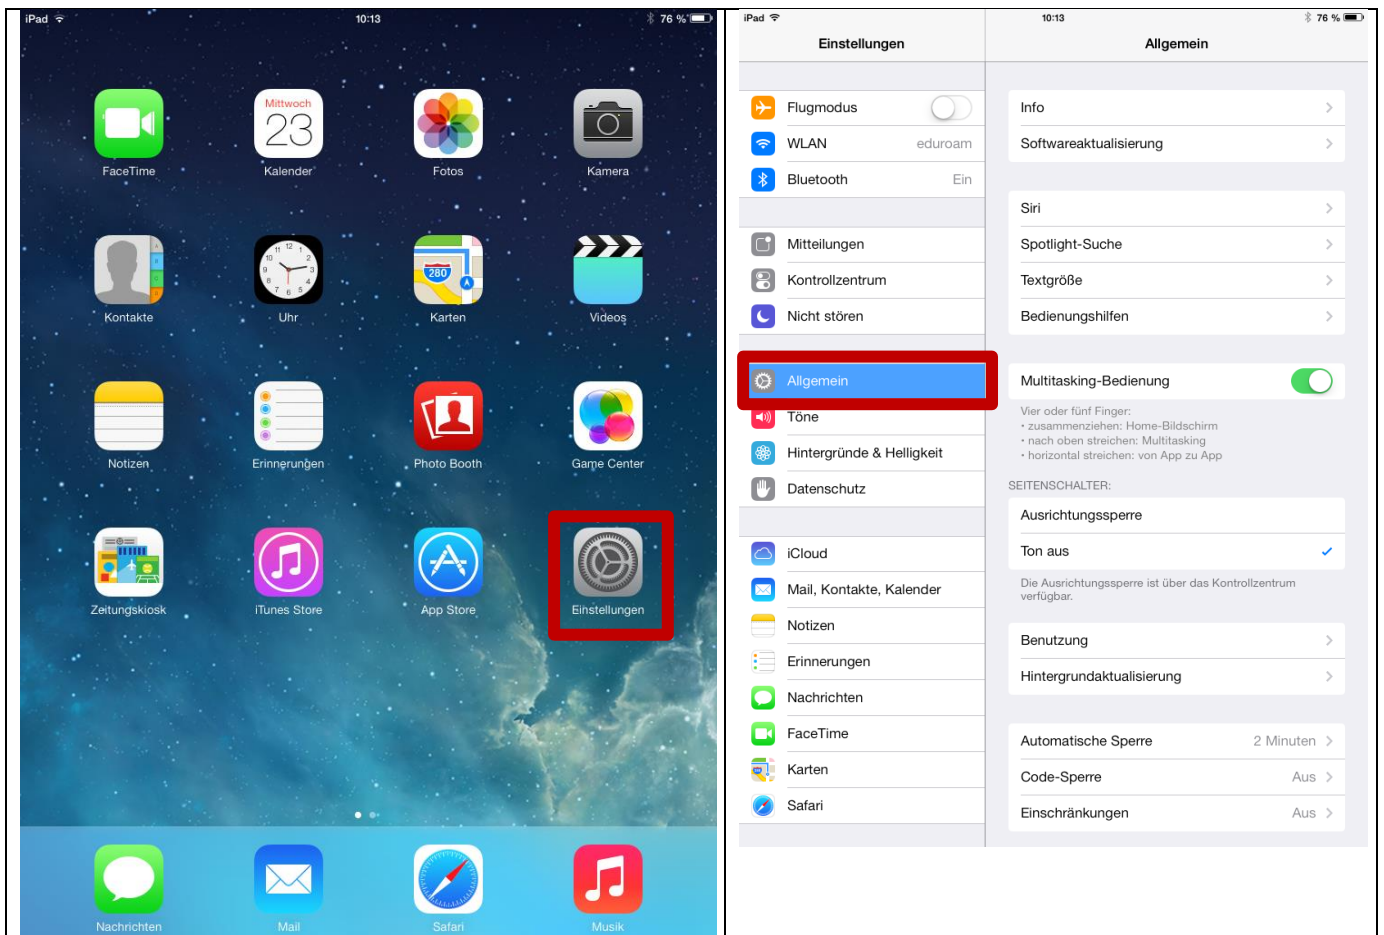 iPad 10:13 76 %
Mittwoch
23
FaceTime Kalender Fotos Kamera
280
Kontakte Uhr Karten Videos
Notizen Erinnerungen Photo Booth Game Center
Zeitungskiosk iTunes Store App Store Einstellungen
Nachrichten Mail Safari Musik
iPad 10:13 76 %
Einstellungen
Flugmodus
WLAN eduroam
Bluetooth Ein
Mitteilungen
Kontrollzentrum
Nicht stören
Allgemein
Töne
Hintergründe & Helligkeit
Datenschutz
iCloud
Mail, Kontakte, Kalender
Notizen
Erinnerungen
Nachrichten
FaceTime
Karten
Safari
Allgemein
Info
Softwareaktualisierung
Siri
Spotlight-Suche
Textgröße
Bedienungshilfen
Multitasking-Bedienung
Vier oder fünf Finger:
• zusammenziehen: Home-Bildschirm
• nach oben streichen: Multitasking
• horizontal streichen: von App zu App
SEITENSCHALTER:
Ausrichtungssperre
Ton aus
Die Ausrichtungssperre ist über das Kontrollzentrum
verfügbar.
Benutzung
Hintergrundaktualisierung
Automatische Sperre 2 Minuten
Code-Sperre Aus
Einschränkungen Aus